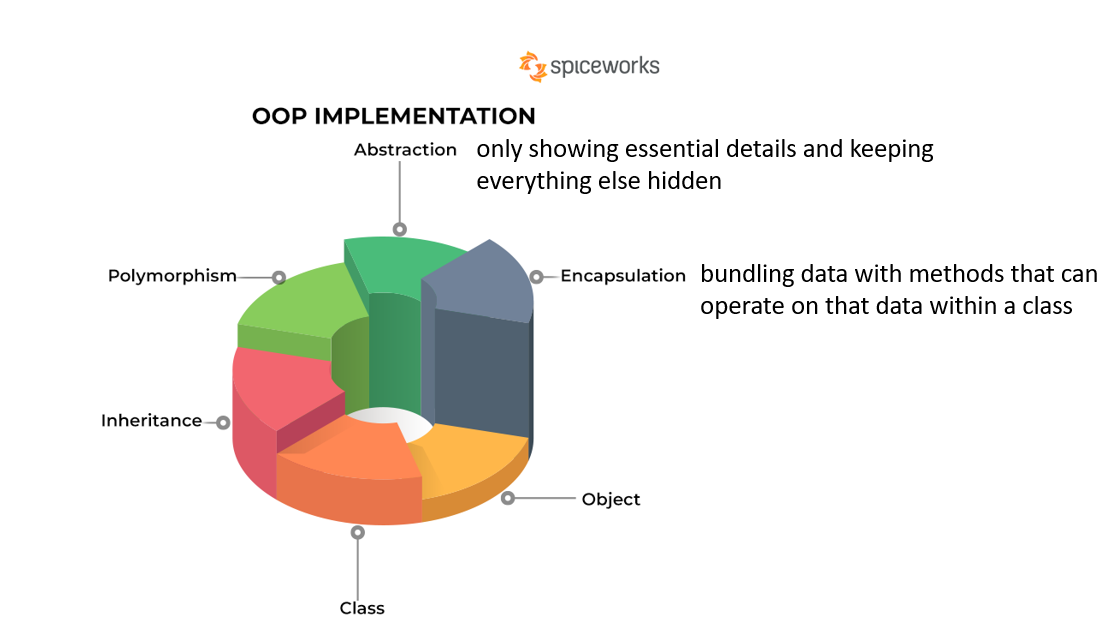 spiceworks
OOP IMPLEMENTATION
Abstraction
only showing essential details and keeping
everything else hidden
Polymorphism
Encapsulation
bundling data with methods that can
operate on that data within a class
Inheritance
Object
Class